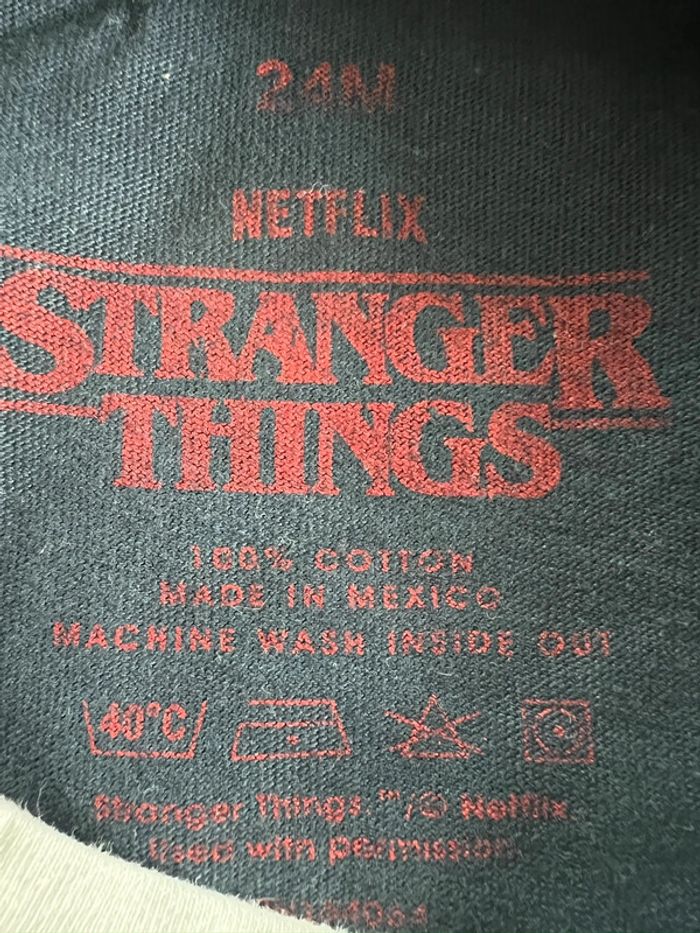 24M
NETFLIX
STRANGER
THINGS
100% COTTON
MADE IN MEXICO
MACHINE WASH INSIDE OUT
40°C
Stranger Things ™/© Netflix.
Used with permission.